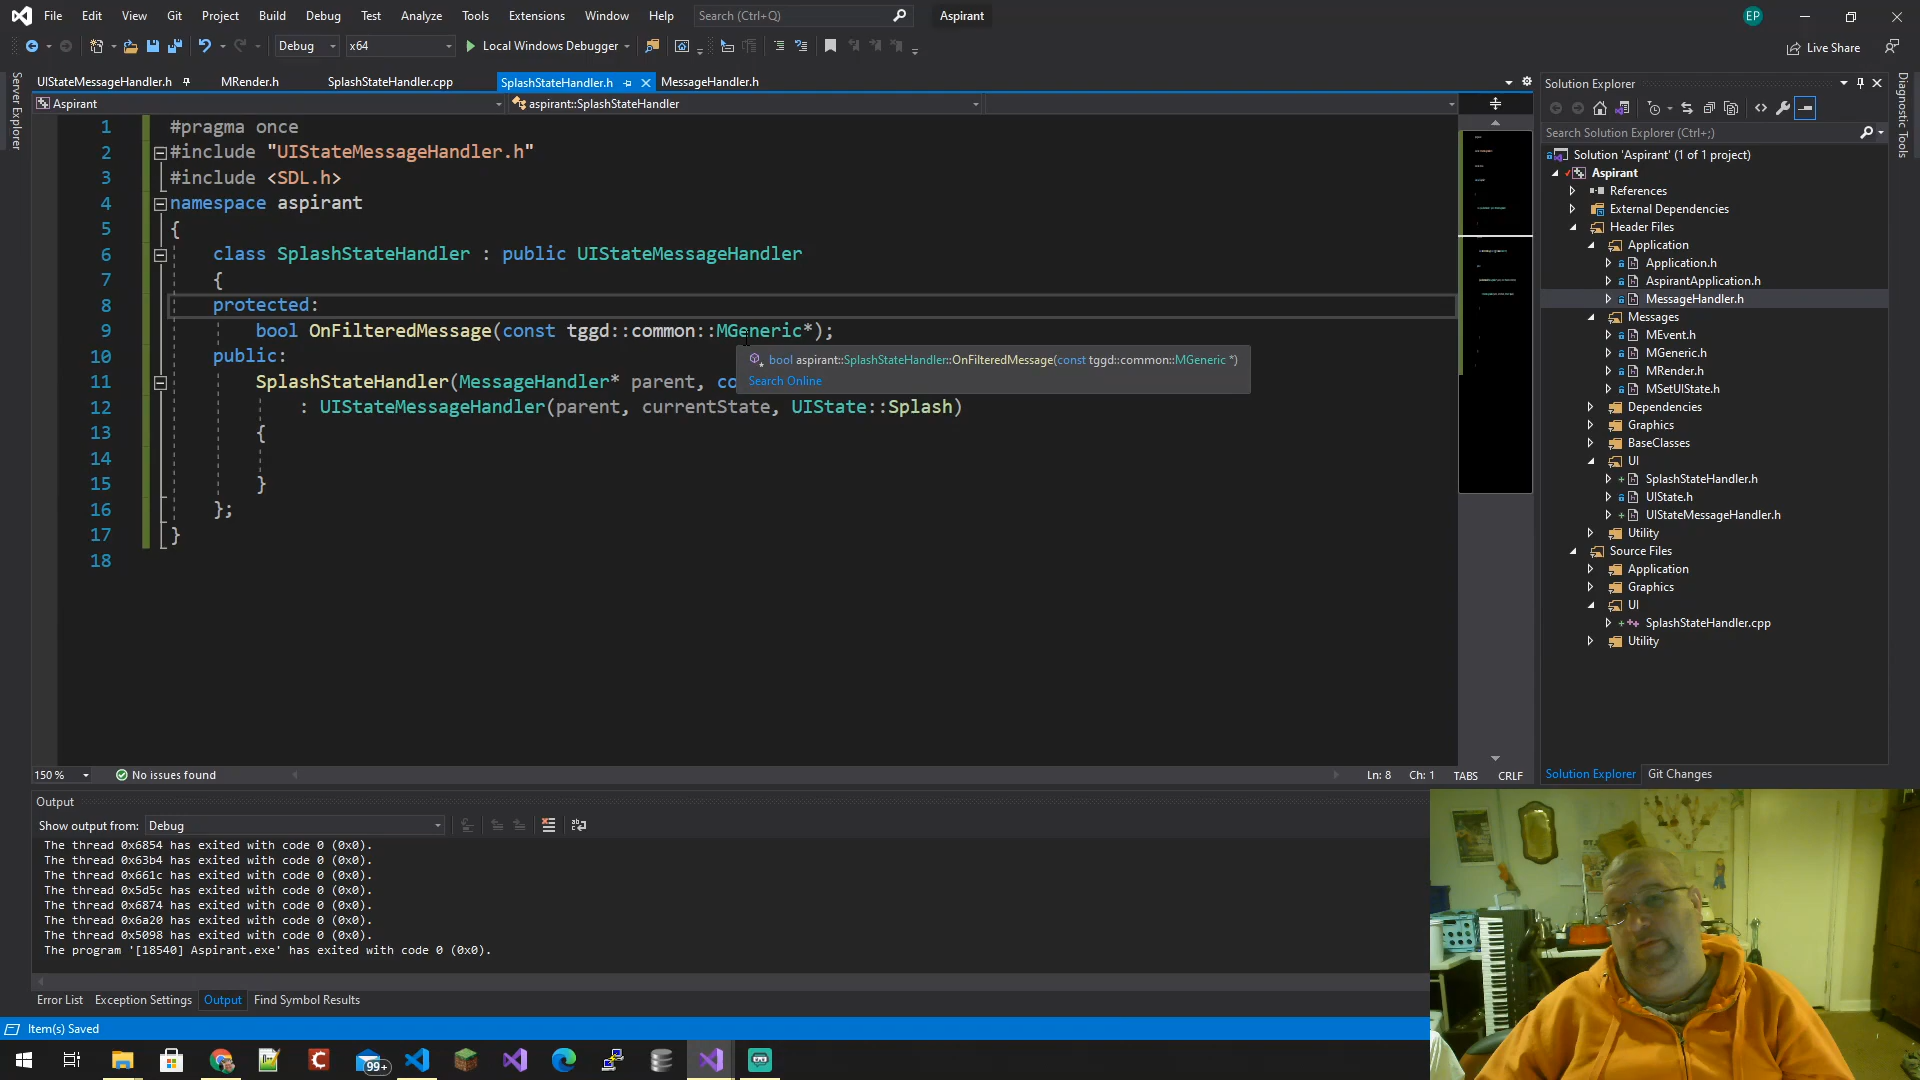 File Edit View Git Project Build Debug Test Analyze Tools Extensions Window Help Search (Ctrl+Q) Aspirant EP
Debug x64 Local Windows Debugger Live Share
UIStateMessageHandler.h MRender.h SplashStateHandler.cpp SplashStateHandler.h MessageHandler.h
Aspirant aspirant::SplashStateHandler
Server Explorer
1 #pragma once
2 #include "UIStateMessageHandler.h"
3 #include <SDL.h>
4 namespace aspirant
5 {
6 class SplashStateHandler : public UIStateMessageHandler
7 {
8 protected:
9 bool OnFilteredMessage(const tggd::common::MGeneric*);
10 public:
bool aspirant::SplashStateHandler::OnFilteredMessage(const tggd::common::MGeneric *)
Search Online
11 SplashStateHandler(MessageHandler* parent, co
12 : UIStateMessageHandler(parent, currentState, UIState::Splash)
13 {
14
15 }
16 };
17 }
18
150 % No issues found Ln: 8 Ch: 1 TABS CRLF
Solution Explorer
Search Solution Explorer (Ctrl+;)
Solution 'Aspirant' (1 of 1 project)
Aspirant
References
External Dependencies
Header Files
Application
Application.h
AspirantApplication.h
MessageHandler.h
Messages
MEvent.h
MGeneric.h
MRender.h
MSetUIState.h
Dependencies
Graphics
BaseClasses
UI
SplashStateHandler.h
UIState.h
UIStateMessageHandler.h
Utility
Source Files
Application
Graphics
UI
SplashStateHandler.cpp
Utility
Solution Explorer Git Changes
Diagnostic Tools
Output
Show output from: Debug
The thread 0x6854 has exited with code 0 (0x0).
The thread 0x63b4 has exited with code 0 (0x0).
The thread 0x661c has exited with code 0 (0x0).
The thread 0x5d5c has exited with code 0 (0x0).
The thread 0x6874 has exited with code 0 (0x0).
The thread 0x6a20 has exited with code 0 (0x0).
The thread 0x5098 has exited with code 0 (0x0).
The program '[18540] Aspirant.exe' has exited with code 0 (0x0).
Error List Exception Settings Output Find Symbol Results
Item(s) Saved
99+